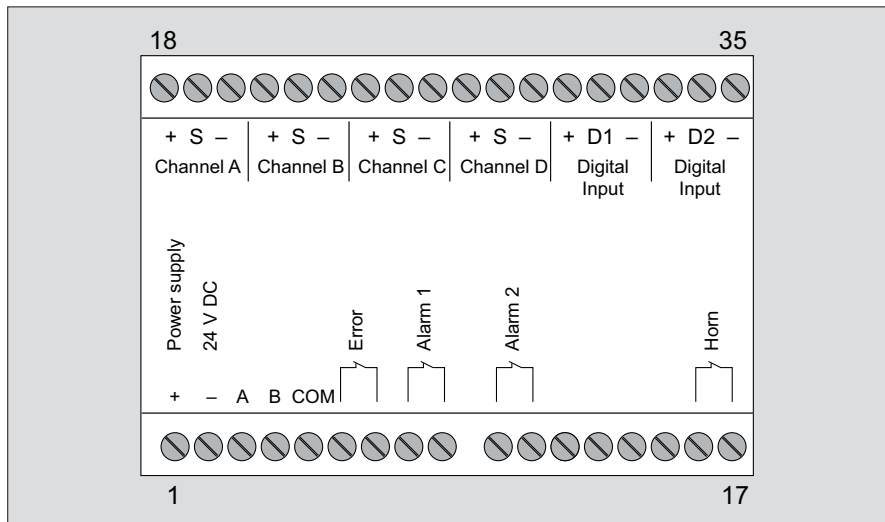 18 35
+ S – + S – + S – + S – + D1 – + D2 –
Channel A Channel B Channel C Channel D Digital Input Digital Input
Power supply
24 V DC
Error
Alarm 1
Alarm 2
Horn
+ – A B COM
1 17